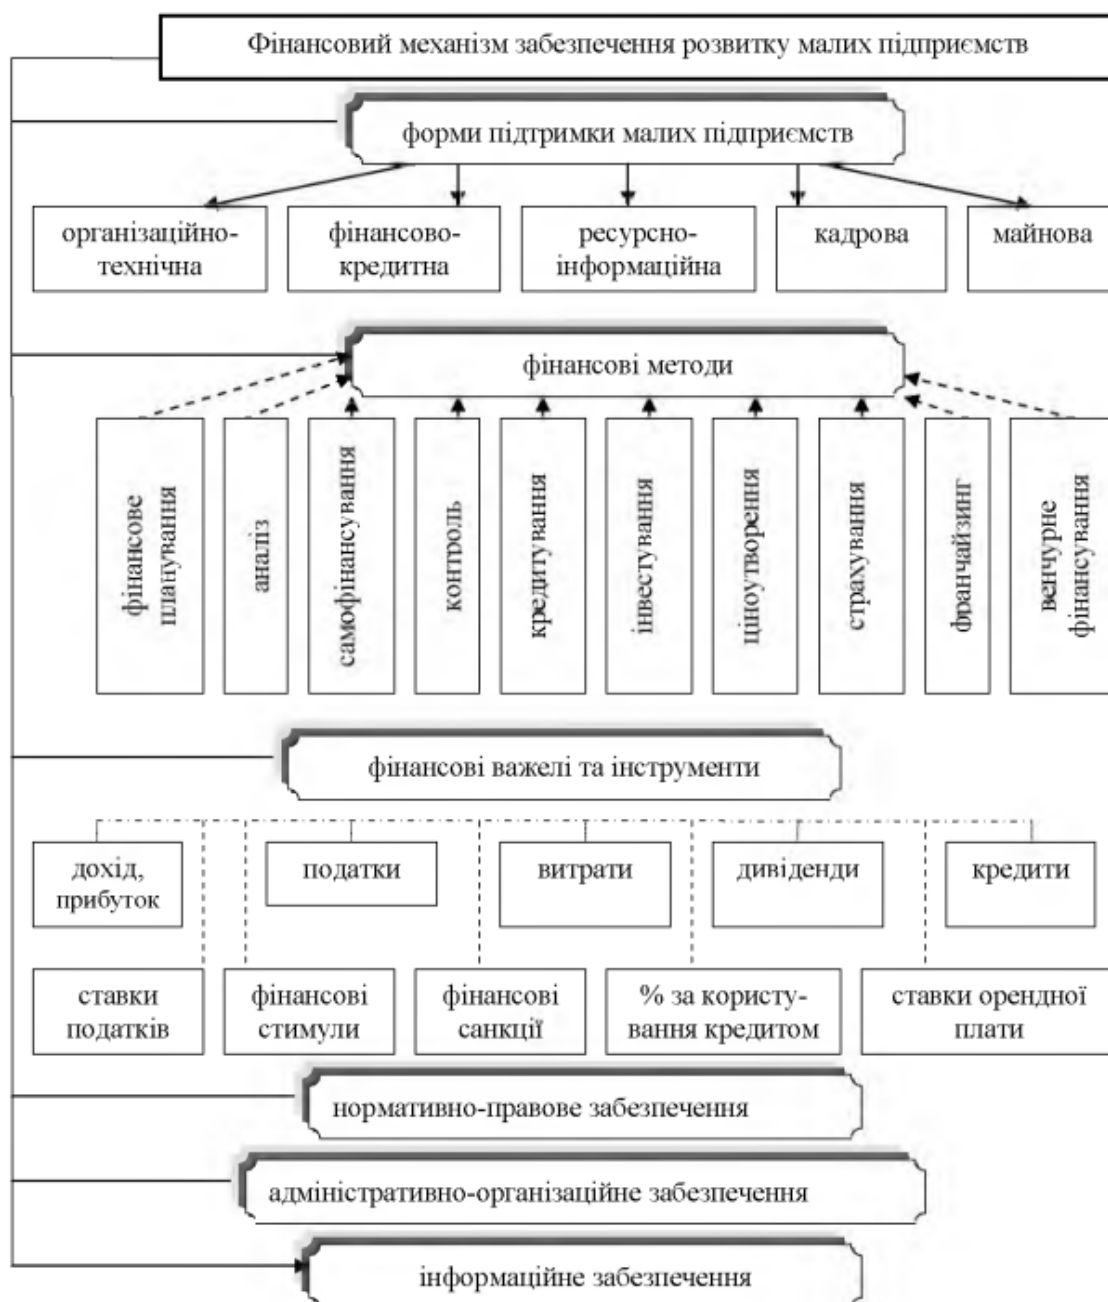 Фінансовий механізм забезпечення розвитку малих підприємств
форми підтримки малих підприємств
організаційно-
технічна
фінансово-
кредитна
ресурсно-
інформаційна
кадрова
майнова
фінансові методи
фінансове
планування
аналіз
самофінансування
контроль
кредитування
інвестування
ціноутворення
страхування
франчайзинг
венчурне
фінансування
фінансові важелі та інструменти
дохід,
прибуток
податки
витрати
дивіденди
кредити
ставки
податків
фінансові
стимули
фінансові
санкції
% за користу-
вання кредитом
ставки орендної
плати
нормативно-правове забезпечення
адміністративно-організаційне забезпечення
інформаційне забезпечення